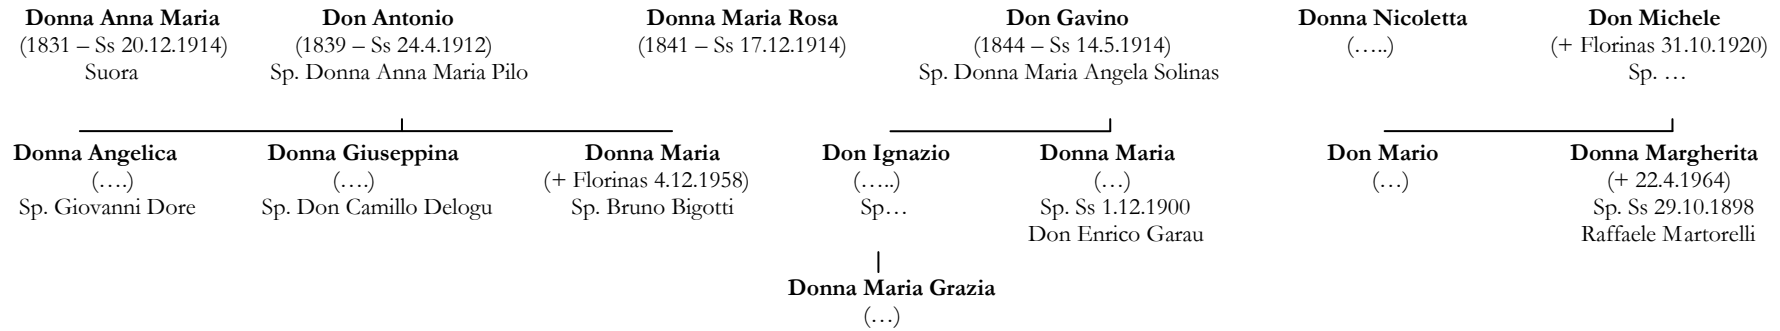 Donna Anna Maria Don Antonio Donna Maria Rosa Don Gavino Donna Nicoletta Don Michele
(1831 – Ss 20.12.1914) (1839 – Ss 24.4.1912) (1841 – Ss 17.12.1914) (1844 – Ss 14.5.1914) (…..) (+ Florinas 31.10.1920)
Suora Sp. Donna Anna Maria Pilo Sp. Donna Maria Angela Solinas Sp. …
Donna Angelica Donna Giuseppina Donna Maria Don Ignazio Donna Maria Don Mario Donna Margherita
(….) (….) (+ Florinas 4.12.1958) (…..) (…) (…) (+ 22.4.1964)
Sp. Giovanni Dore Sp. Don Camillo Delogu Sp. Bruno Bigotti Sp… Sp. Ss 1.12.1900 Sp. Ss 29.10.1898
Don Enrico Garau Raffaele Martorelli
Donna Maria Grazia
(…)